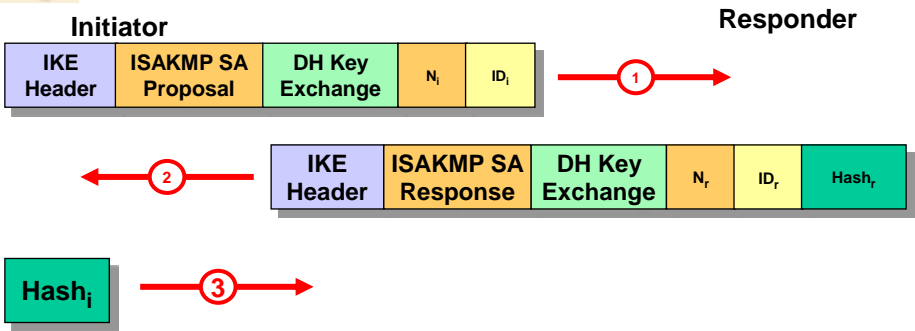 Initiator
Responder
IKE Header
ISAKMP SA Proposal
DH Key Exchange
Ni
IDi
1
2
IKE Header
ISAKMP SA Response
DH Key Exchange
Nr
IDr
Hashr
Hashi
3